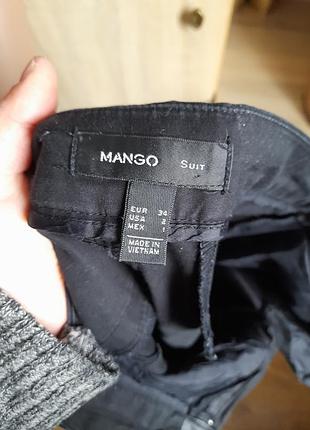 MANGO SUIT
EUR 34
USA 2
MEX 1
MADE IN
VIETNAM